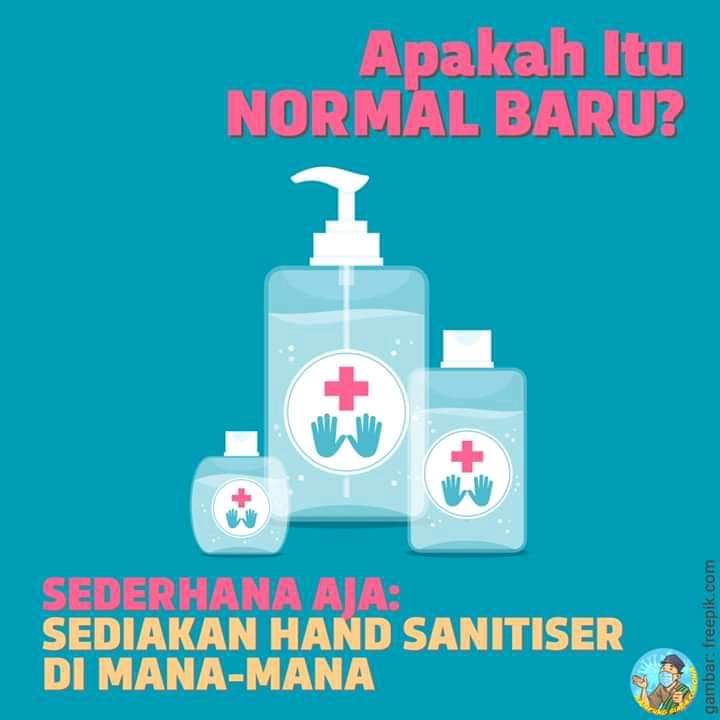 Apakah Itu
NORMAL BARU?
SEDERHANA AJA:
SEDIAKAN HAND SANITISER
DI MANA-MANA
gambar: freepik.com